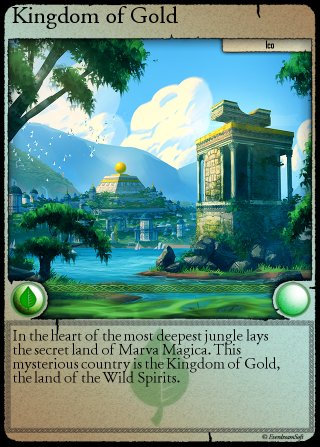 Kingdom of Gold
Ico
In the heart of the most deepest jungle lays
the secret land of Marva Magica. This
mysterious country is the Kingdom of Gold,
the land of the Wild Spirits.
© EverdreamSoft